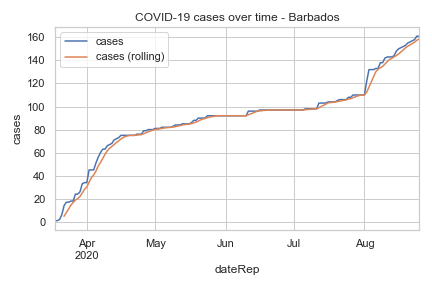 COVID-19 cases over time - Barbados
cases
cases (rolling)
160
140
120
100
80
60
40
20
0
cases
Apr
2020
May
Jun
Jul
Aug
dateRep